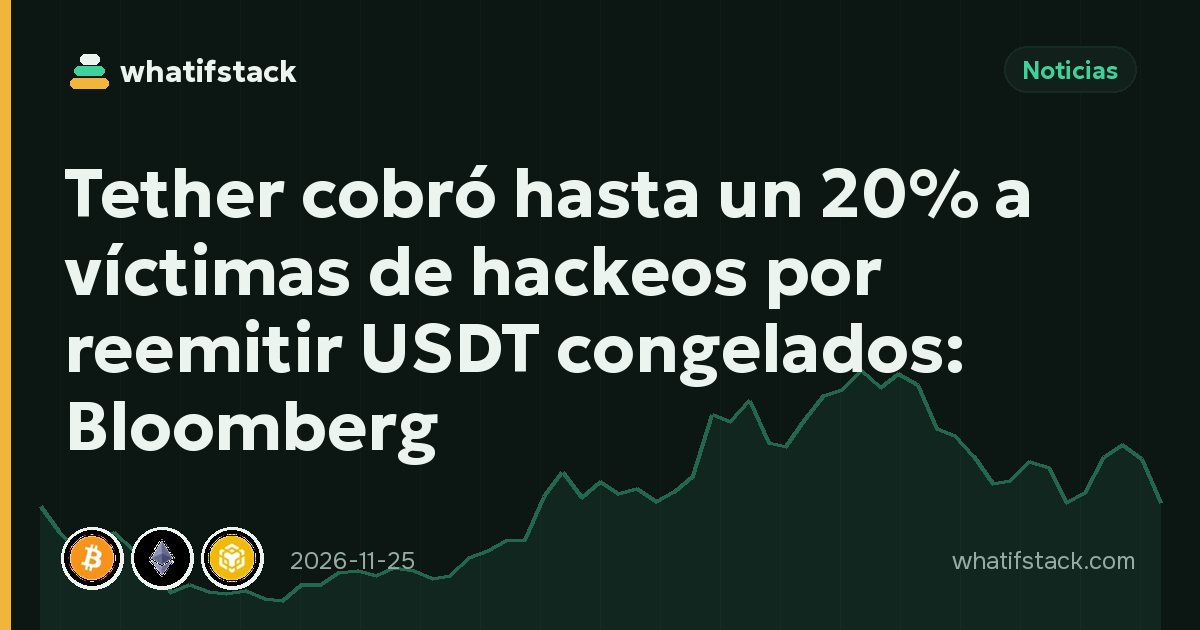 whatifstack
Noticias
Tether cobró hasta un 20% a
víctimas de hackeos por
reemitir USDT congelados:
Bloomberg
2026-11-25
whatifstack.com